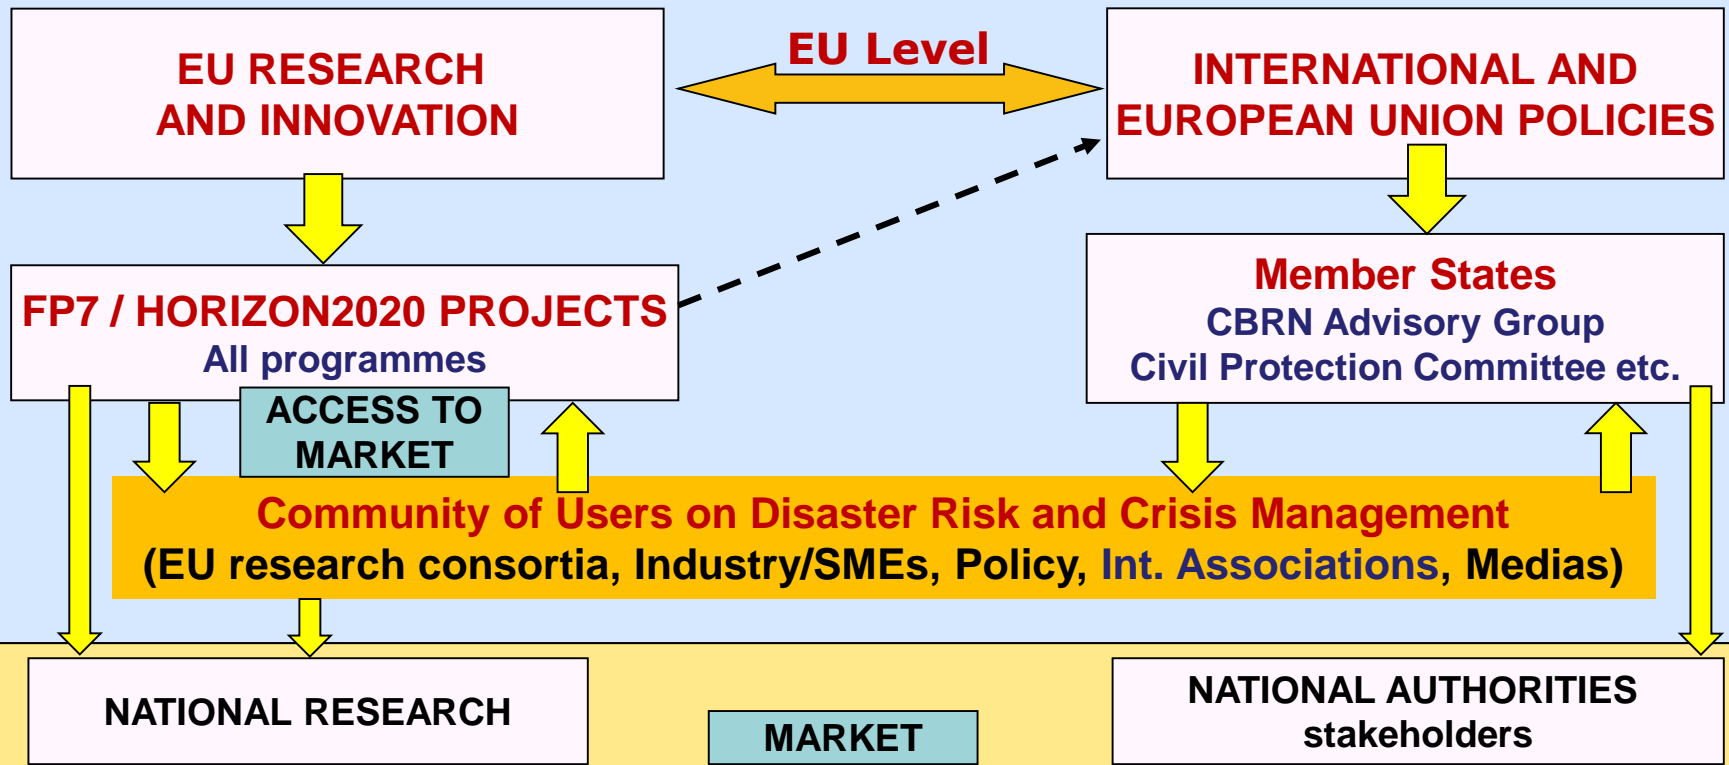 EU RESEARCH
AND INNOVATION
EU Level
INTERNATIONAL AND
EUROPEAN UNION POLICIES
FP7 / HORIZON2020 PROJECTS
All programmes
Member States
CBRN Advisory Group
Civil Protection Committee etc.
ACCESS TO
MARKET
Community of Users on Disaster Risk and Crisis Management
(EU research consortia, Industry/SMEs, Policy, Int. Associations, Medias)
NATIONAL RESEARCH
MARKET
NATIONAL AUTHORITIES
stakeholders